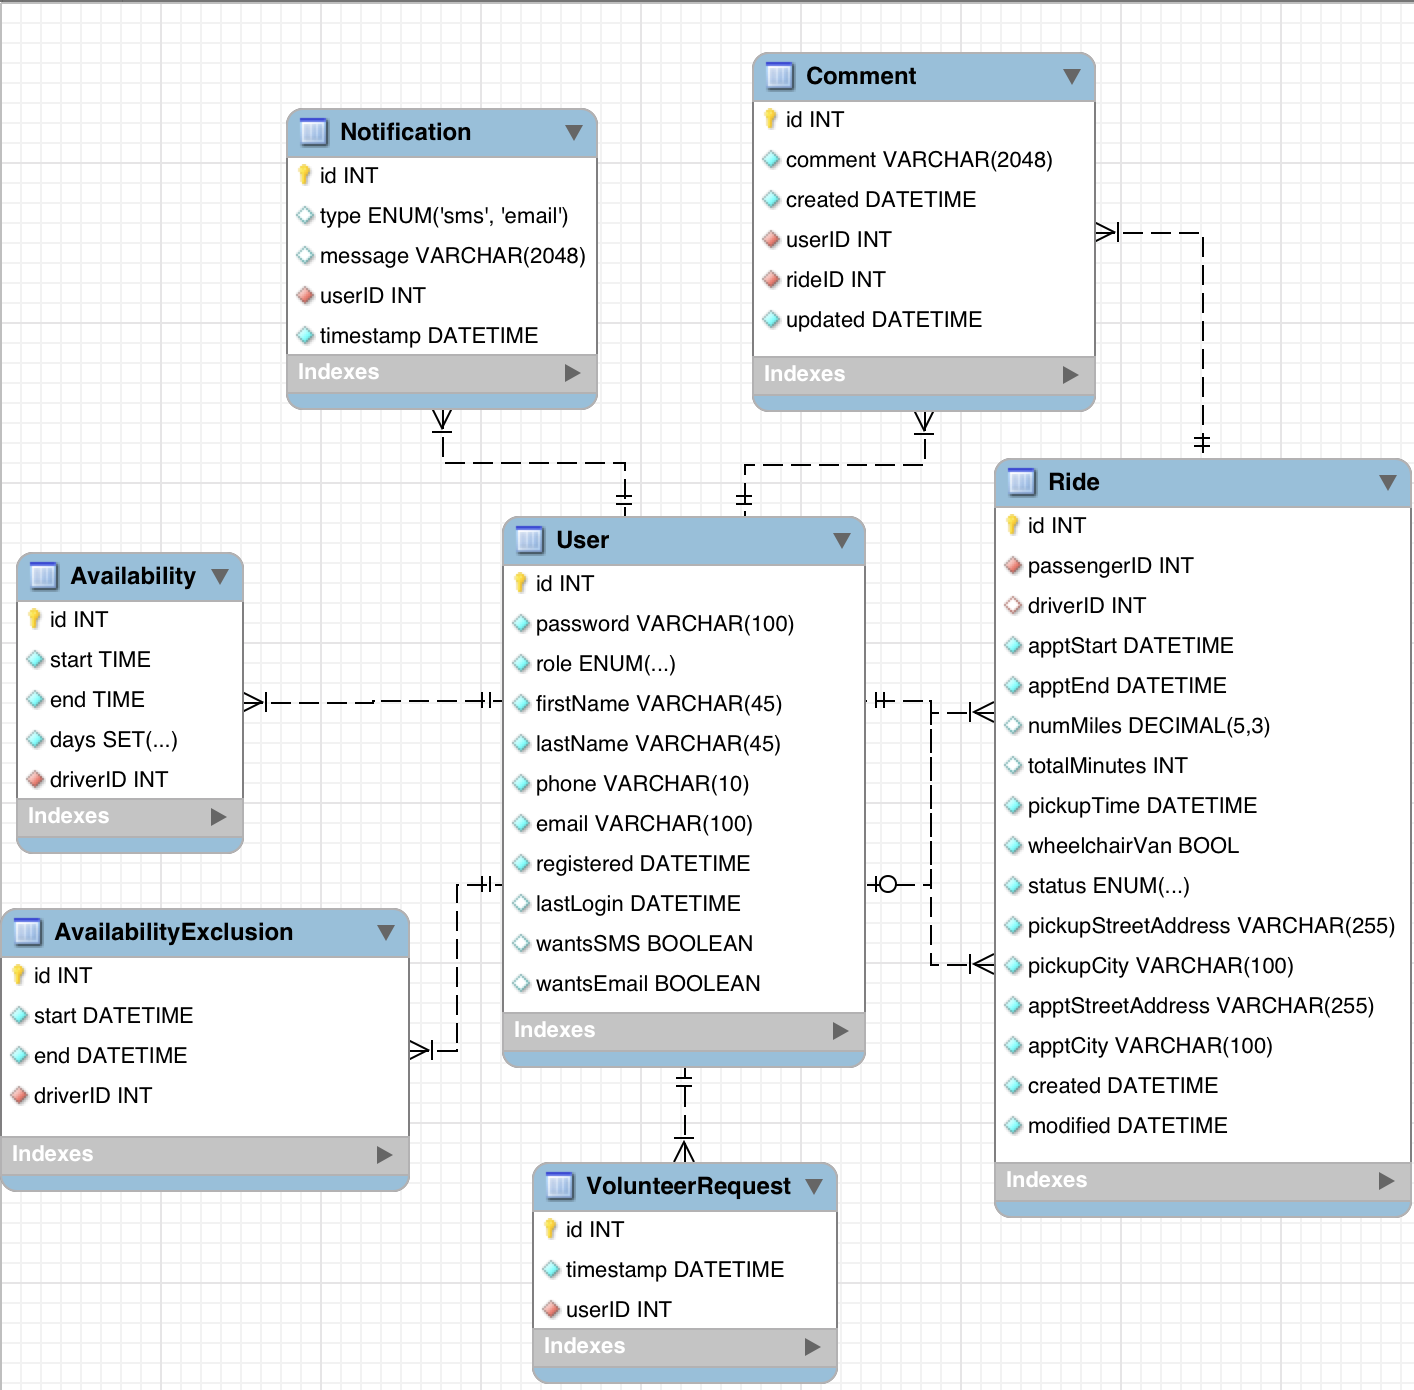 Notification
id INT
type ENUM('sms', 'email')
message VARCHAR(2048)
userID INT
timestamp DATETIME
Indexes
Comment
id INT
comment VARCHAR(2048)
created DATETIME
userID INT
rideID INT
updated DATETIME
Indexes
Availability
id INT
start TIME
end TIME
days SET(...)
driverID INT
Indexes
User
id INT
password VARCHAR(100)
role ENUM(...)
firstName VARCHAR(45)
lastName VARCHAR(45)
phone VARCHAR(10)
email VARCHAR(100)
registered DATETIME
lastLogin DATETIME
wantsSMS BOOLEAN
wantsEmail BOOLEAN
Indexes
Ride
id INT
passengerID INT
driverID INT
apptStart DATETIME
apptEnd DATETIME
numMiles DECIMAL(5,3)
totalMinutes INT
pickupTime DATETIME
wheelchairVan BOOL
status ENUM(...)
pickupStreetAddress VARCHAR(255)
pickupCity VARCHAR(100)
apptStreetAddress VARCHAR(255)
apptCity VARCHAR(100)
created DATETIME
modified DATETIME
Indexes
AvailabilityExclusion
id INT
start DATETIME
end DATETIME
driverID INT
Indexes
VolunteerRequest
id INT
timestamp DATETIME
userID INT
Indexes